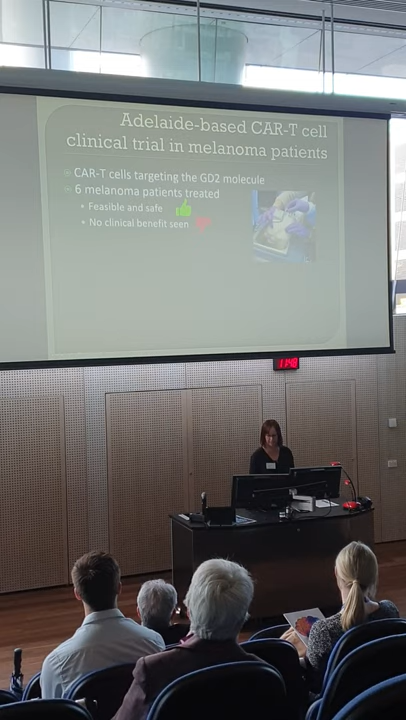 Adelaide-based CAR-T cell
clinical trial in melanoma patients
CAR-T cells targeting the GD2 molecule
6 melanoma patients treated
Feasible and safe
No clinical benefit seen